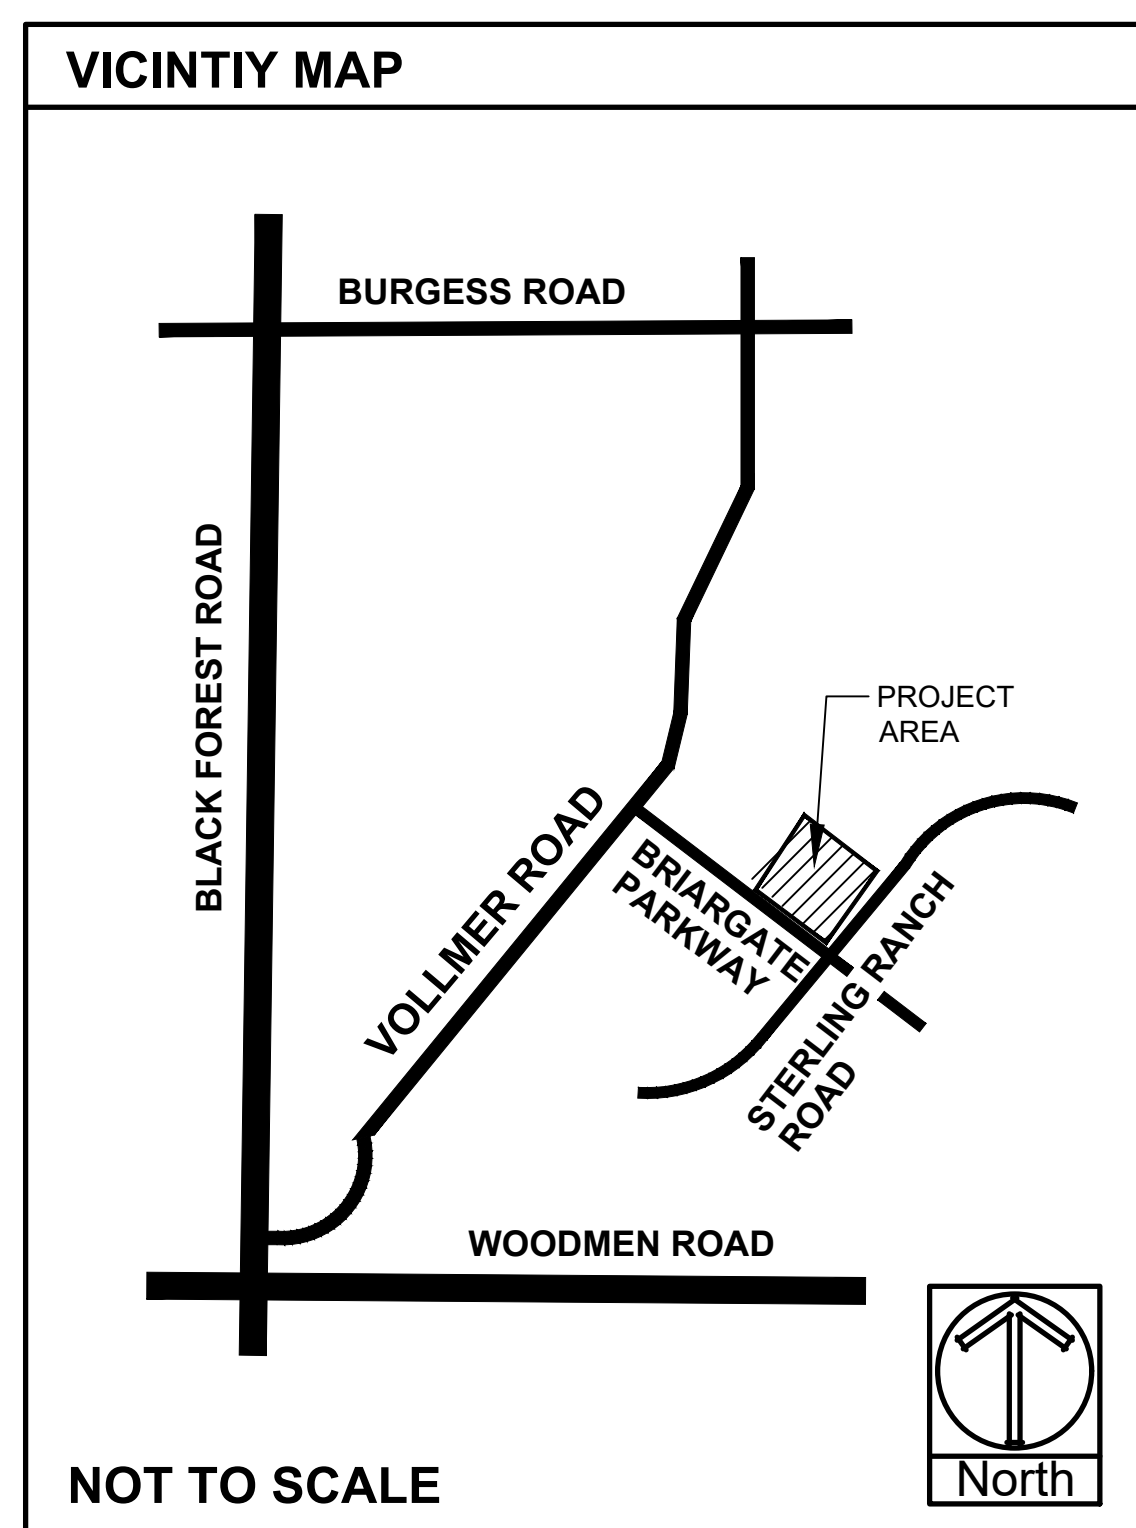 VICINTIY MAP
BURGESS ROAD
BLACK FOREST ROAD
PROJECT
AREA
VOLLMER ROAD
BRIARGATE
PARKWAY
STERLING RANCH
ROAD
WOODMEN ROAD
NOT TO SCALE
North